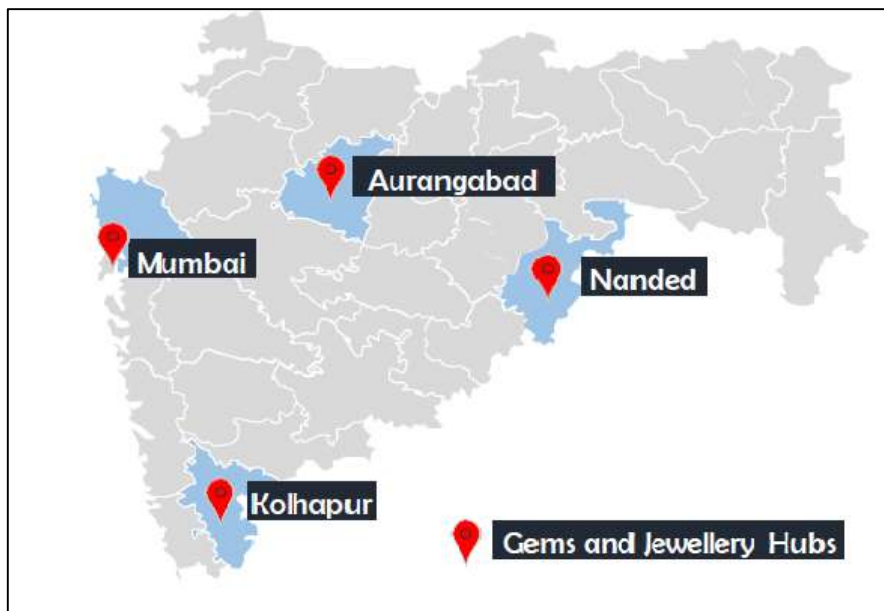 Aurangabad
Mumbai
Nanded
Kolhapur
Gems and Jewellery Hubs